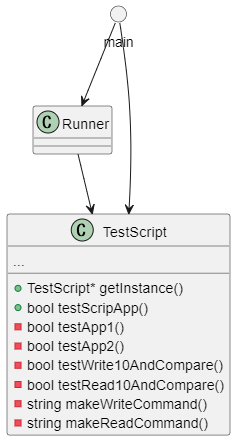 main
C Runner
C TestScript
...
TestScript* getInstance()
bool testScripApp()
bool testApp1()
bool testApp2()
bool testWrite10AndCompare()
bool testRead10AndCompare()
string makeWriteCommand()
string makeReadCommand()